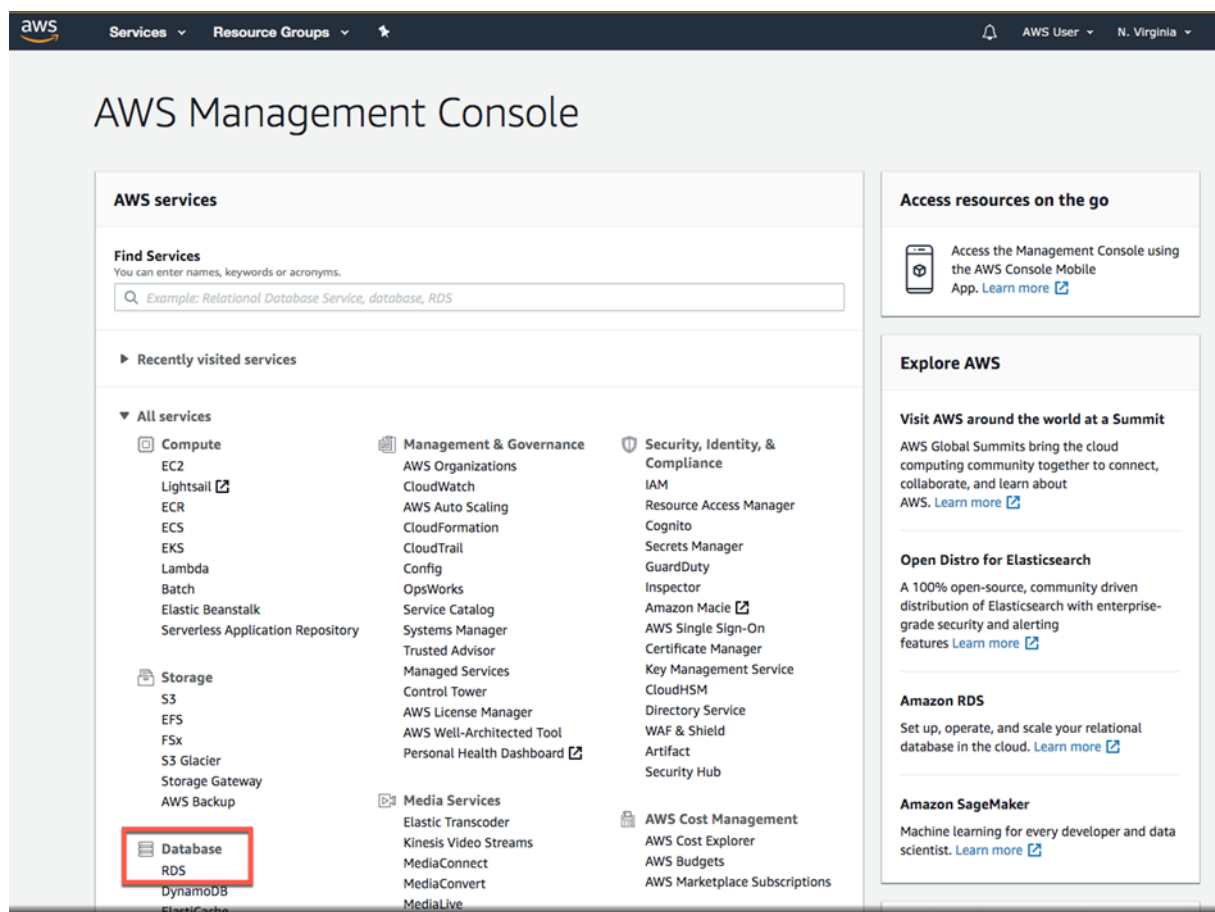 aws
Services
Resource Groups
AWS User
N. Virginia
AWS Management Console
AWS services
Find Services
You can enter names, keywords or acronyms.
Example: Relational Database Service, database, RDS
Recently visited services
All services
Compute
EC2
Lightsail
ECR
ECS
EKS
Lambda
Batch
Elastic Beanstalk
Serverless Application Repository
Storage
S3
EFS
FSx
S3 Glacier
Storage Gateway
AWS Backup
Database
RDS
DynamoDB
ElastiCache
Management & Governance
AWS Organizations
CloudWatch
AWS Auto Scaling
CloudFormation
CloudTrail
Config
OpsWorks
Service Catalog
Systems Manager
Trusted Advisor
Managed Services
Control Tower
AWS License Manager
AWS Well-Architected Tool
Personal Health Dashboard
Media Services
Elastic Transcoder
Kinesis Video Streams
MediaConnect
MediaConvert
MediaLive
Security, Identity, &
Compliance
IAM
Resource Access Manager
Cognito
Secrets Manager
GuardDuty
Inspector
Amazon Macie
AWS Single Sign-On
Certificate Manager
Key Management Service
CloudHSM
Directory Service
WAF & Shield
Artifact
Security Hub
AWS Cost Management
AWS Cost Explorer
AWS Budgets
AWS Marketplace Subscriptions
Access resources on the go
Access the Management Console using
the AWS Console Mobile
App. Learn more
Explore AWS
Visit AWS around the world at a Summit
AWS Global Summits bring the cloud
computing community together to connect,
collaborate, and learn about
AWS. Learn more
Open Distro for Elasticsearch
A 100% open-source, community driven
distribution of Elasticsearch with enterprise-
grade security and alerting
features Learn more
Amazon RDS
Set up, operate, and scale your relational
database in the cloud. Learn more
Amazon SageMaker
Machine learning for every developer and data
scientist. Learn more